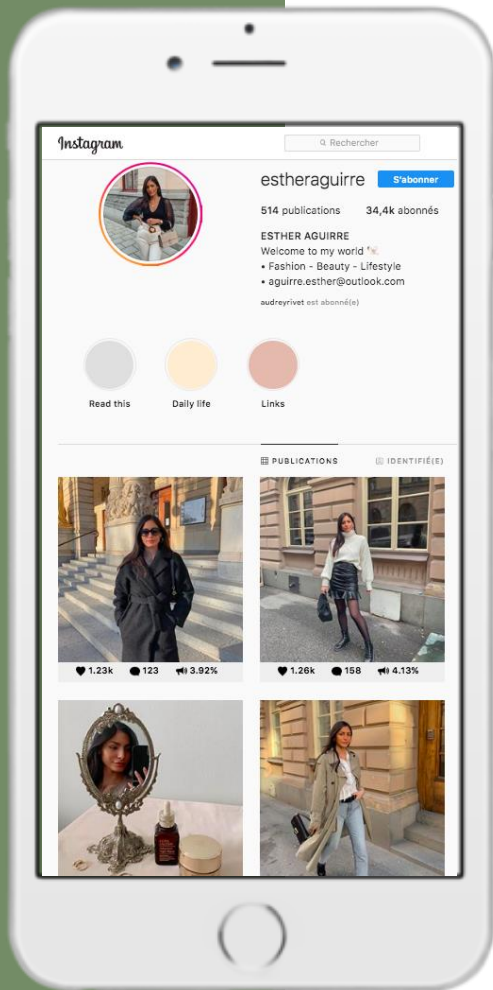 Instagram
Rechercher
estheraguirre
S'abonner
514 publications 34,4k abonnés
ESTHER AGUIRRE
Welcome to my world
• Fashion - Beauty - Lifestyle
• aguirre.esther@outlook.com
audreyrivet est abonné(e)
Read this
Daily life
Links
PUBLICATIONS
IDENTIFIÉ(E)
1.23k 123 3.92%
1.26k 158 4.13%